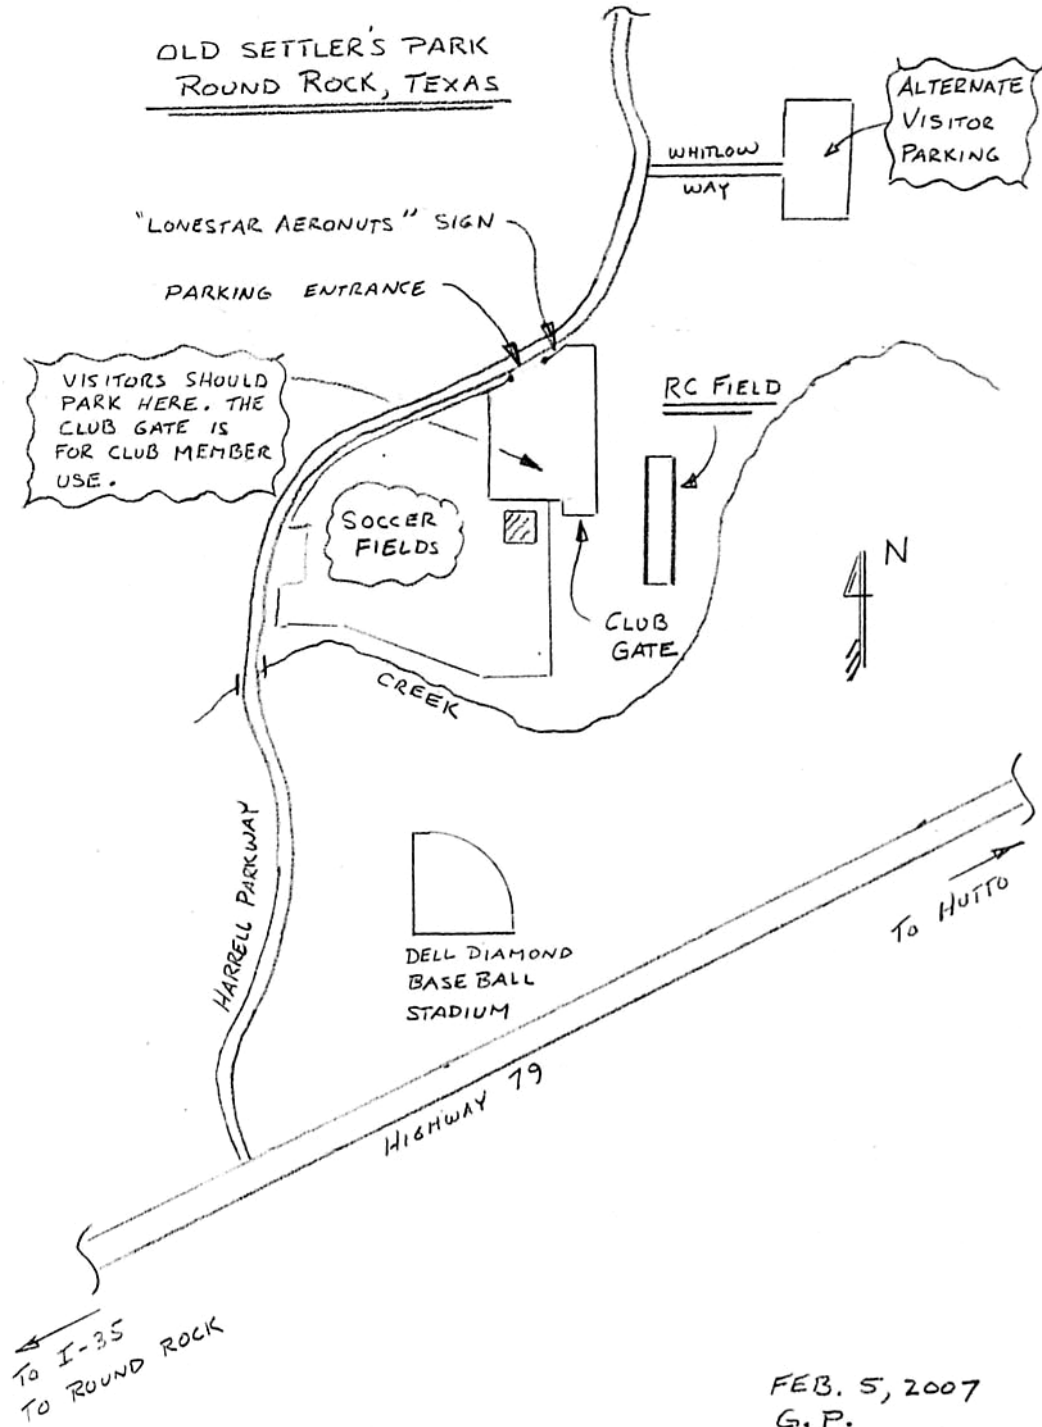 OLD SETTLER'S PARK
ROUND ROCK, TEXAS
ALTERNATE
VISITOR
PARKING
WHITLOW
WAY
"LONESTAR AERONUTS" SIGN
PARKING ENTRANCE
VISITORS SHOULD
PARK HERE. THE
CLUB GATE IS
FOR CLUB MEMBER
USE.
RC FIELD
SOCCER
FIELDS
N
CLUB
GATE
CREEK
HARRELL PARKWAY
DELL DIAMOND
BASE BALL
STADIUM
TO HUTTO
HIGHWAY 79
TO I-35
TO ROUND ROCK
FEB. 5, 2007
G. P.